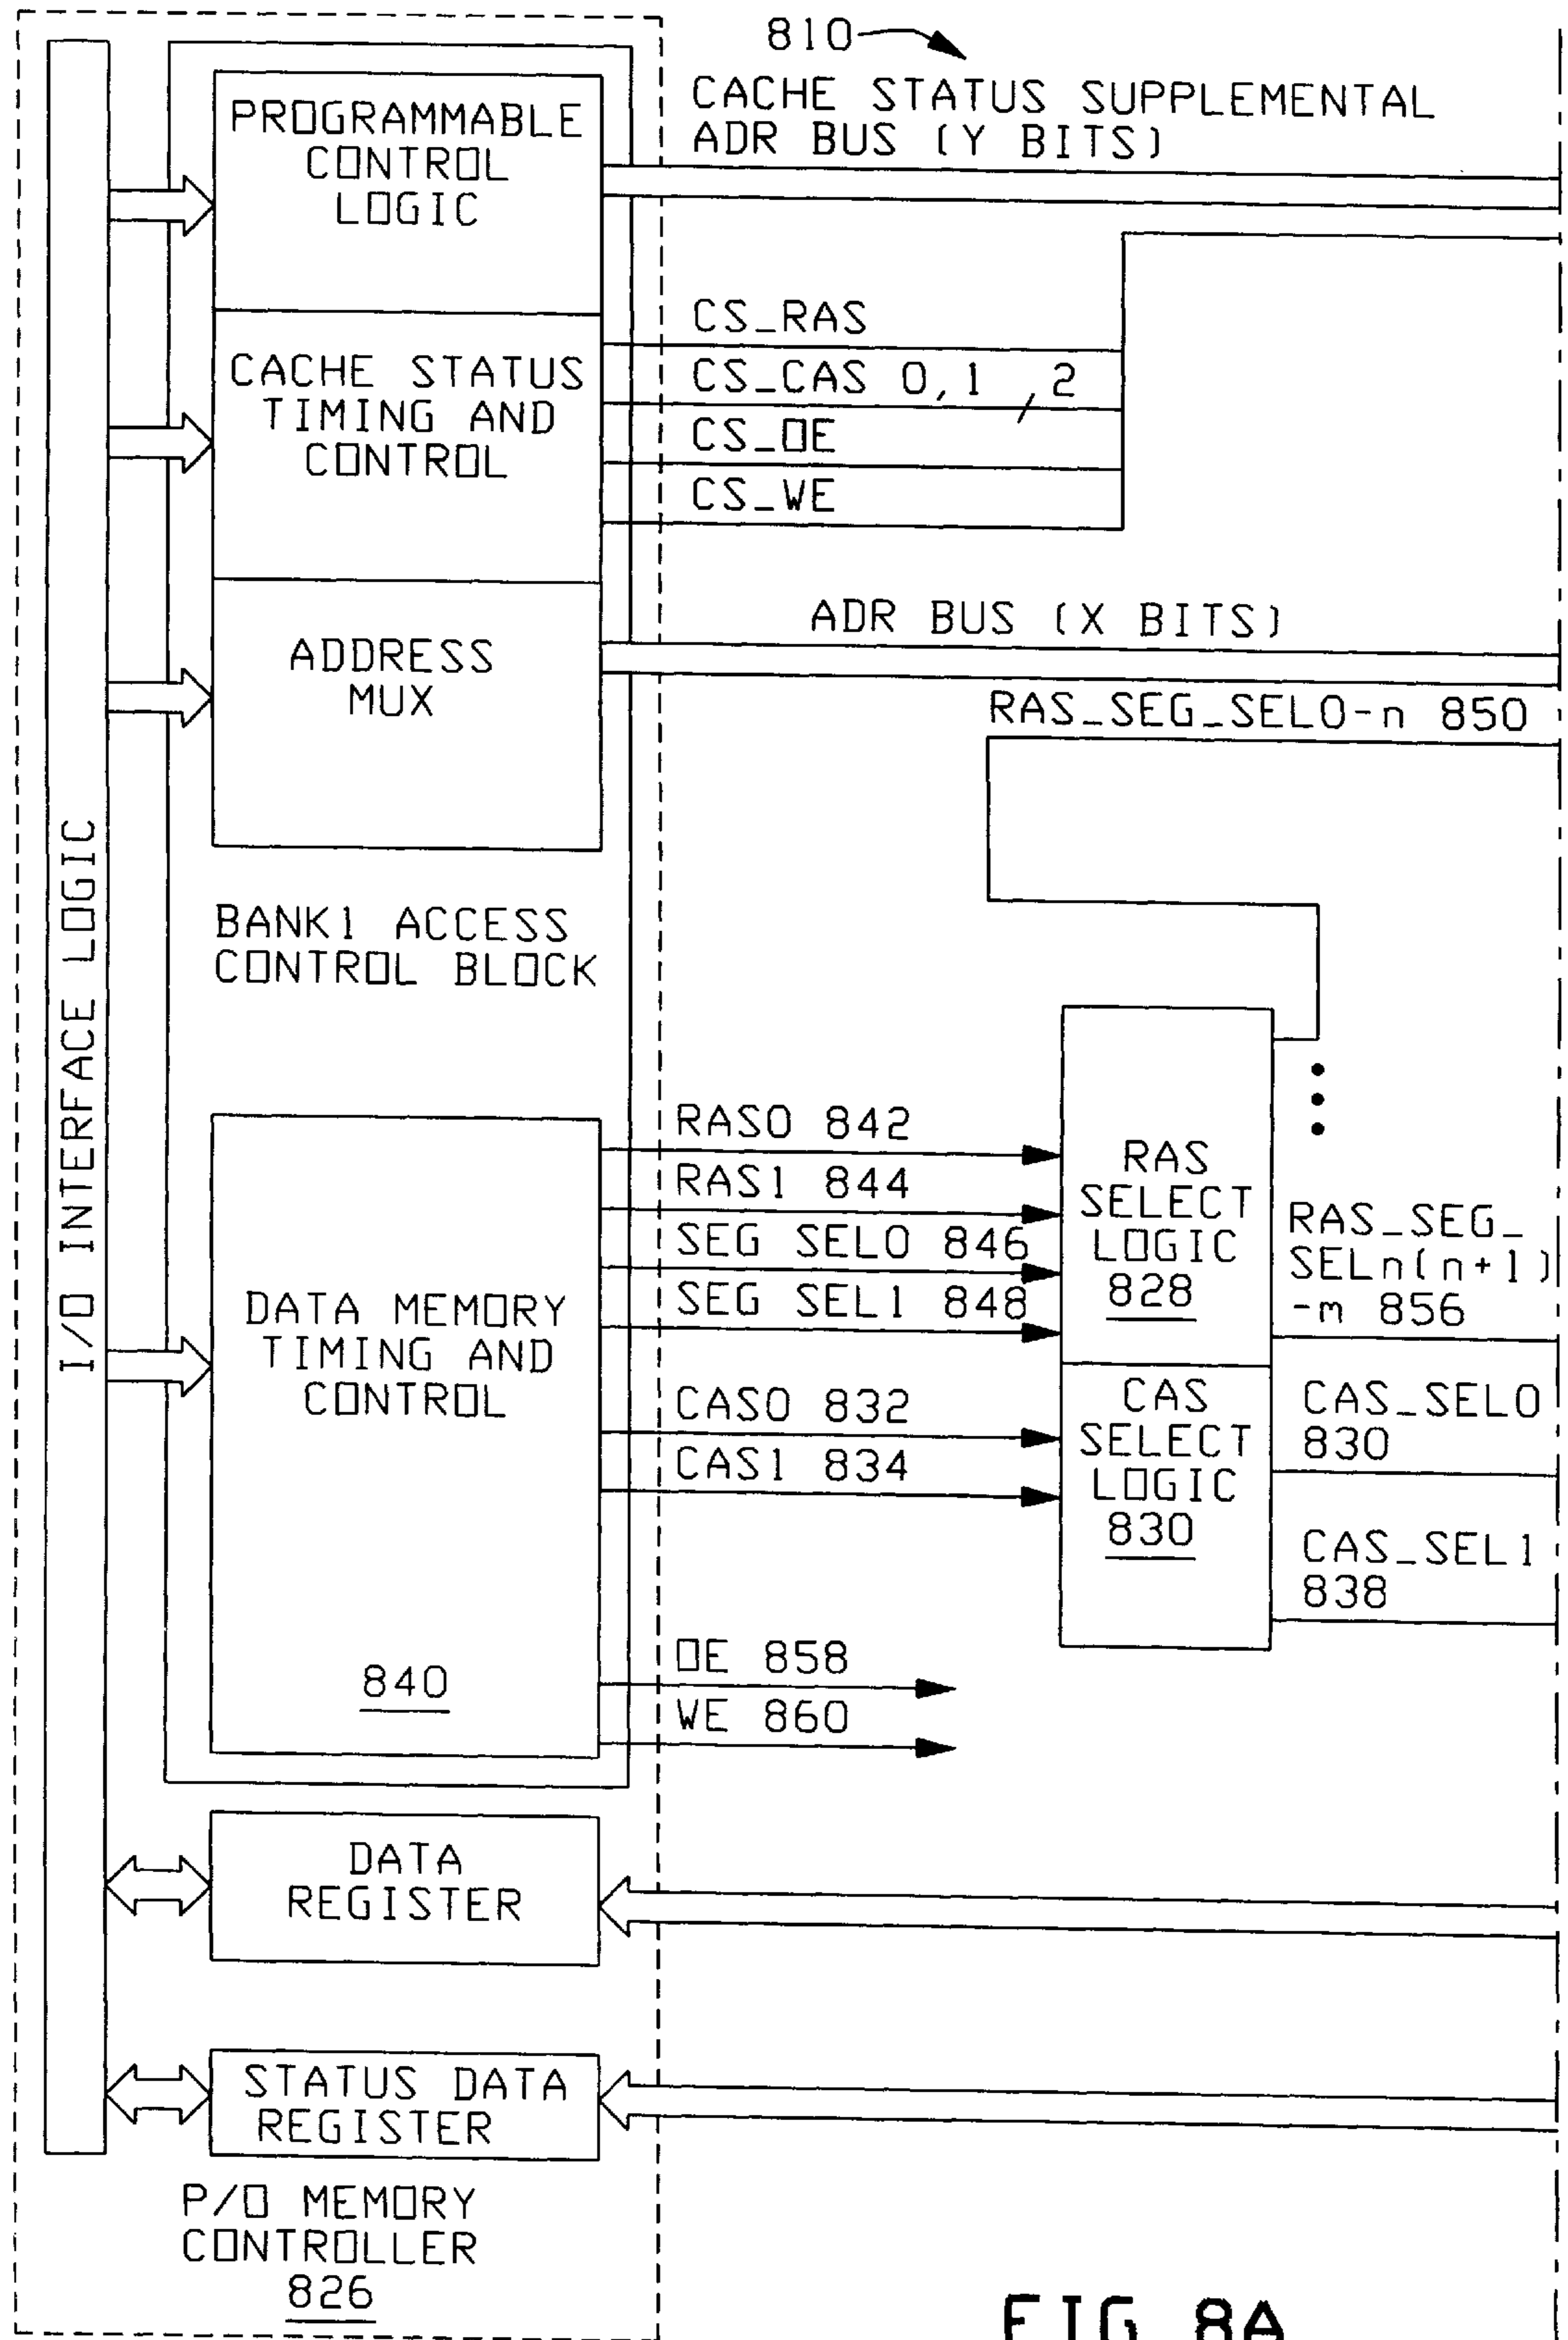 810
CACHE STATUS SUPPLEMENTAL
ADR BUS (Y BITS)
PROGRAMMABLE
CONTROL
LOGIC
CS_RAS
CS_CAS 0,1 ,2
CS_OE
CS_WE
CACHE STATUS
TIMING AND
CONTROL
ADR BUS (X BITS)
ADDRESS
MUX
RAS_SEG_SEL0-n 850
I/O INTERFACE LOGIC
BANK1 ACCESS
CONTROL BLOCK
RAS0 842
RAS1 844
SEG SEL0 846
SEG SEL1 848
RAS
SELECT
LOGIC
828
RAS_SEG_
SELn(n+1)
-m 856
DATA MEMORY
TIMING AND
CONTROL
840
CAS0 832
CAS1 834
CAS
SELECT
LOGIC
830
CAS_SEL0
830
CAS_SEL1
838
OE 858
WE 860
DATA
REGISTER
STATUS DATA
REGISTER
P/O MEMORY
CONTROLLER
826
FIG. 8A